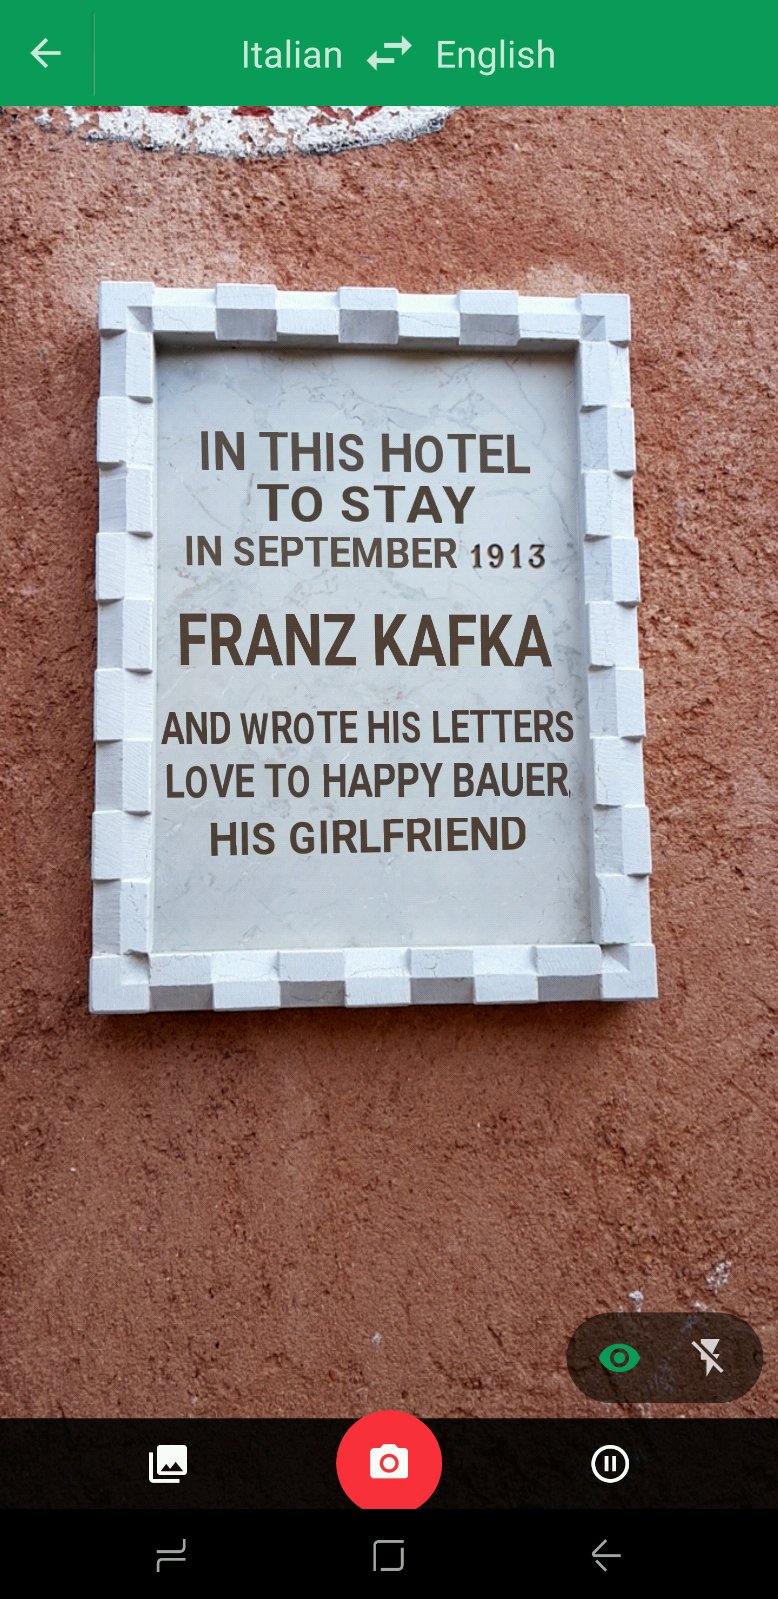 Italian English
IN THIS HOTEL
TO STAY
IN SEPTEMBER 1913
FRANZ KAFKA
AND WROTE HIS LETTERS
LOVE TO HAPPY BAUER,
HIS GIRLFRIEND